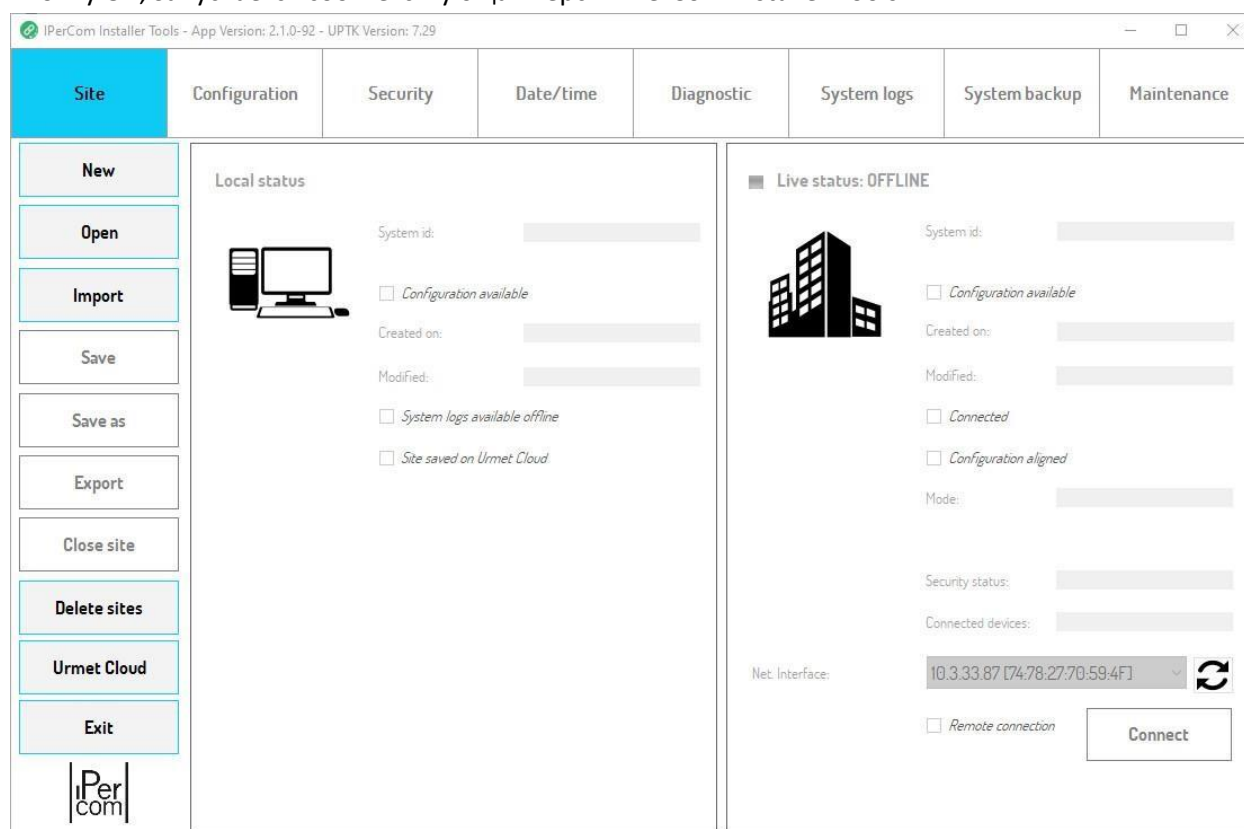 IPerCom Installer Tools - App Version: 2.1.0-92 - UPTK Version: 7.29
Site Configuration Security Date/time Diagnostic System logs System backup Maintenance
New
Open
Import
Save
Save as
Export
Close site
Delete sites
Urmet Cloud
Exit
iPer
com
Local status
System id:
Configuration available
Created on:
Modified:
System logs available offline
Site saved on Urmet Cloud
Live status: OFFLINE
System id:
Configuration available
Created on:
Modified:
Connected
Configuration aligned
Mode:
Security status:
Connected devices:
Net. Interface: 10.3.33.87 [74:78:27:70:59:4F]
Remote connection
Connect